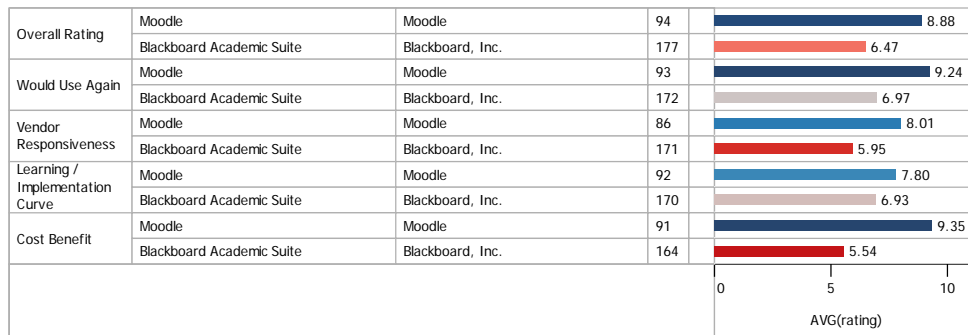 Overall Rating
Moodle Moodle 94 8.88
Blackboard Academic Suite Blackboard, Inc. 177 6.47
Would Use Again
Moodle Moodle 93 9.24
Blackboard Academic Suite Blackboard, Inc. 172 6.97
Vendor
Responsiveness
Moodle Moodle 86 8.01
Blackboard Academic Suite Blackboard, Inc. 171 5.95
Learning /
Implementation
Curve
Moodle Moodle 92 7.80
Blackboard Academic Suite Blackboard, Inc. 170 6.93
Cost Benefit
Moodle Moodle 91 9.35
Blackboard Academic Suite Blackboard, Inc. 164 5.54
0 5 10
AVG(rating)